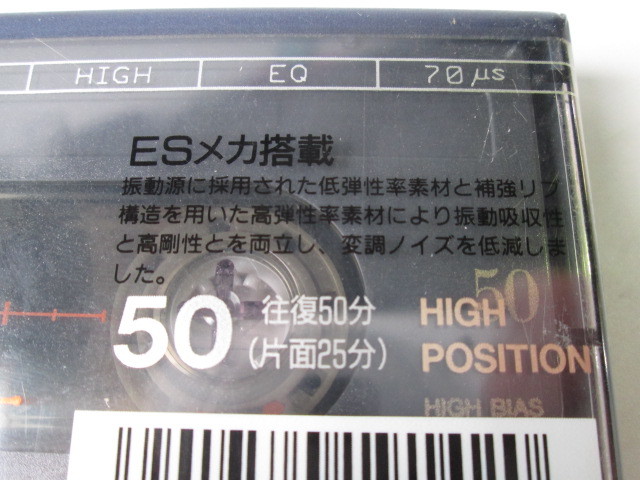 HIGH EQ 70μs
ESメカ搭載
振動源に採用された低弾性率素材と補強リブ
構造を用いた高弾性率素材により振動吸収性
と高剛性とを両立し、変調ノイズを低減しま
した。
50
50 往復50分 HIGH
(片面25分) POSITION
HIGH BIAS